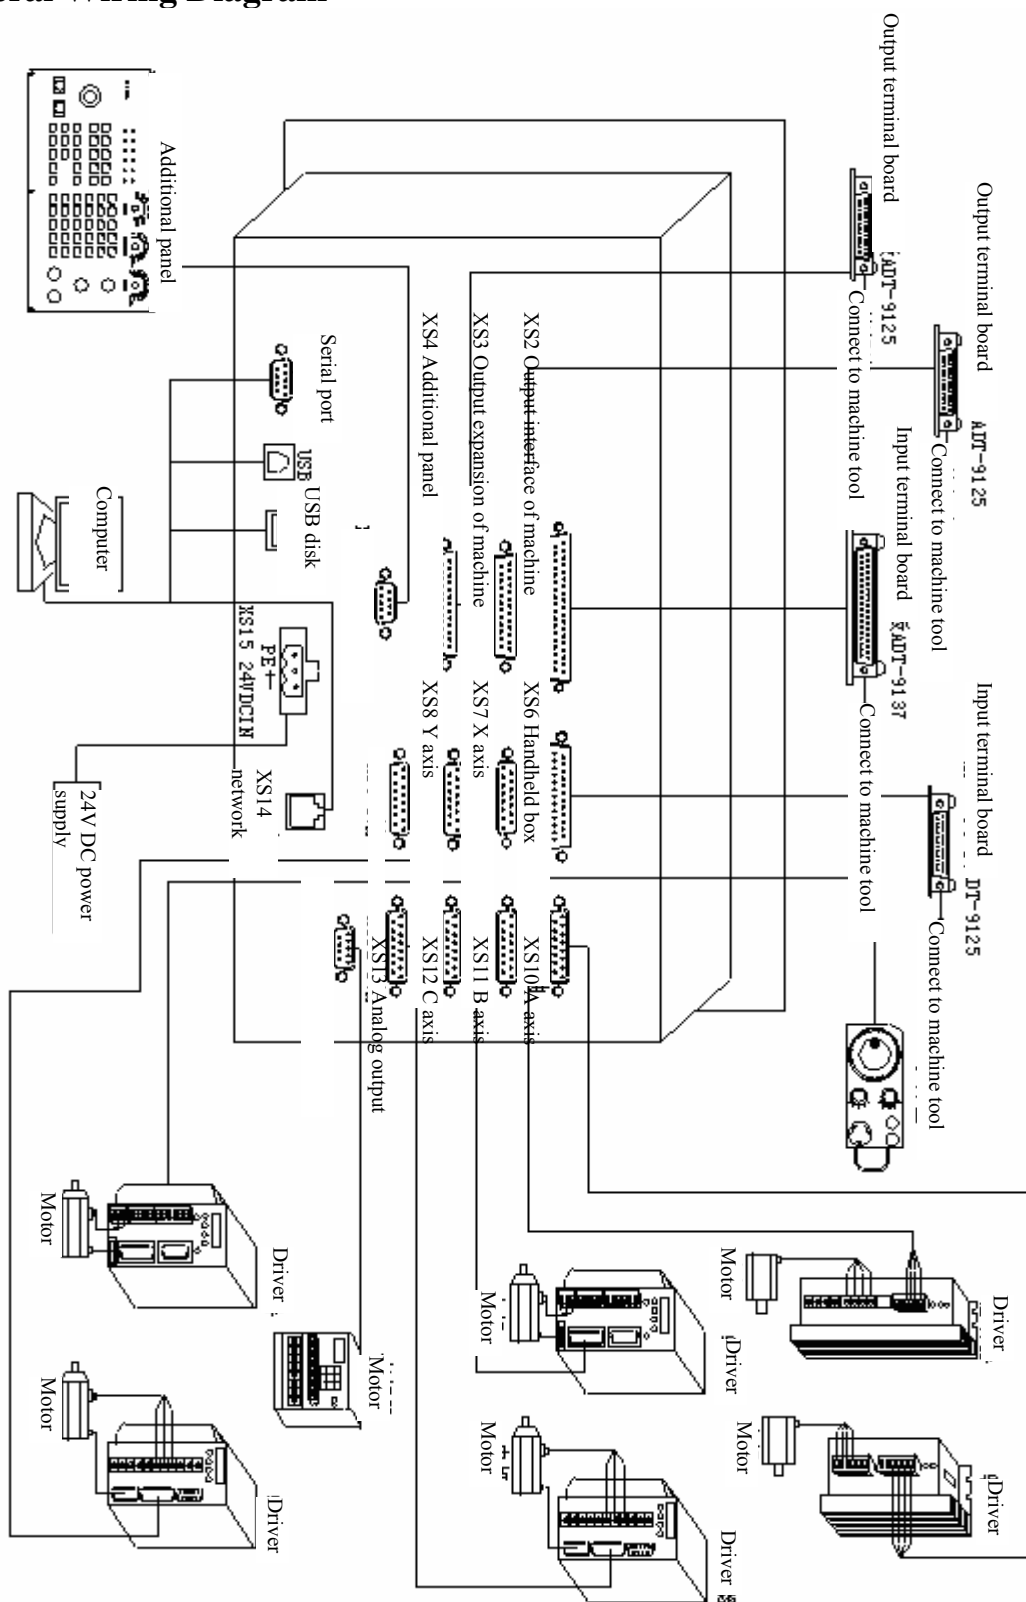 Wiring Diagram
Output terminal board
ADT-9125
Connect to machine tool
Output terminal board
ADT-9125
Connect to machine tool
Input terminal board
ADT-9137
Connect to machine tool
Input terminal board
DT-9125
Connect to machine tool
Additional panel
Serial port
USB
USB disk
Computer
XS4 Additional panel
XS3 Output expansion of machine
XS2 Output interface of machine
XS8 Y axis
XS7 X axis
XS6 Handheld box
PE
XS15 24VDCIN
XS14
network
24V DC power
supply
XS13 Analog output
XS12 C axis
XS11 B axis
XS10 A axis
Motor
Driver
Motor
Motor
Driver
Motor
Driver
Motor
Driver
Motor
Driver
Motor
Driver